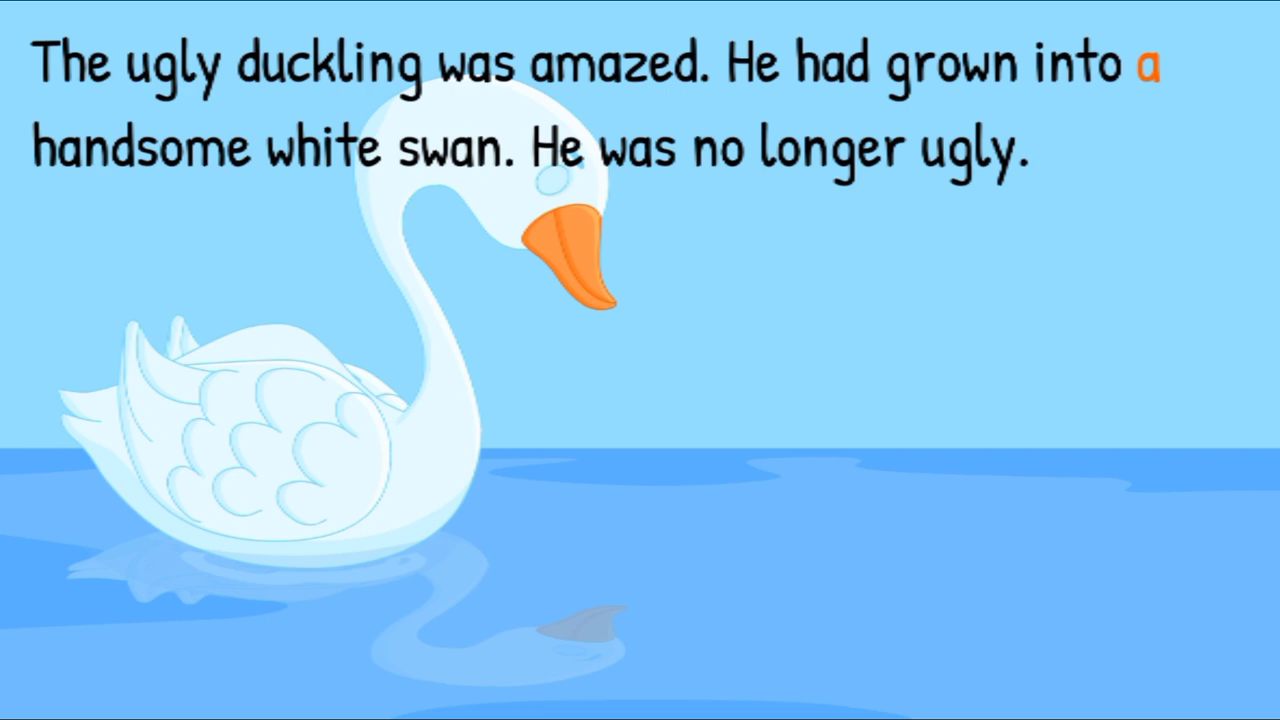 The ugly duckling was amazed. He had grown into a
handsome white swan. He was no longer ugly.